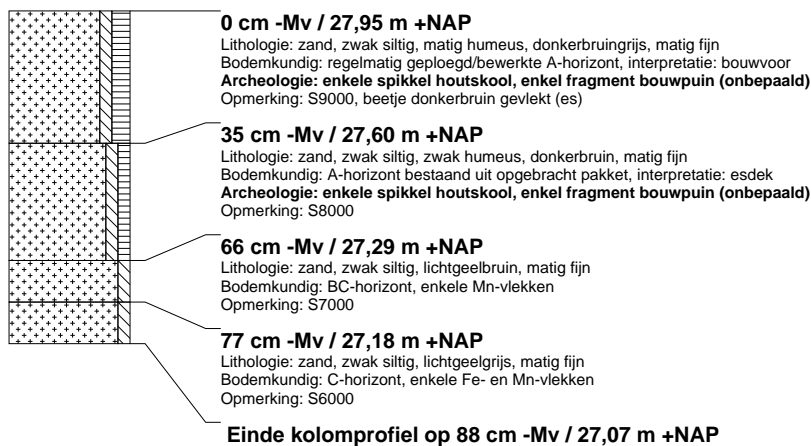 0 cm -Mv / 27,95 m +NAP
Lithologie: zand, zwak siltig, matig humeus, donkerbruingrijs, matig fijn
Bodemkundig: regelmatig geploegd/bewerkte A-horizont, interpretatie: bouwvoor
Archeologie: enkele spikkel houtskool, enkel fragment bouwpuin (onbepaald)
Opmerking: S9000, beetje donkerbruin gevlekt (es)
35 cm -Mv / 27,60 m +NAP
Lithologie: zand, zwak siltig, zwak humeus, donkerbruin, matig fijn
Bodemkundig: A-horizont bestaand uit opgebracht pakket, interpretatie: esdek
Archeologie: enkele spikkel houtskool, enkel fragment bouwpuin (onbepaald)
Opmerking: S8000
66 cm -Mv / 27,29 m +NAP
Lithologie: zand, zwak siltig, lichtgeelbruin, matig fijn
Bodemkundig: BC-horizont, enkele Mn-vlekken
Opmerking: S7000
77 cm -Mv / 27,18 m +NAP
Lithologie: zand, zwak siltig, lichtgeelgrijs, matig fijn
Bodemkundig: C-horizont, enkele Fe- en Mn-vlekken
Opmerking: S6000
Einde kolomprofiel op 88 cm -Mv / 27,07 m +NAP